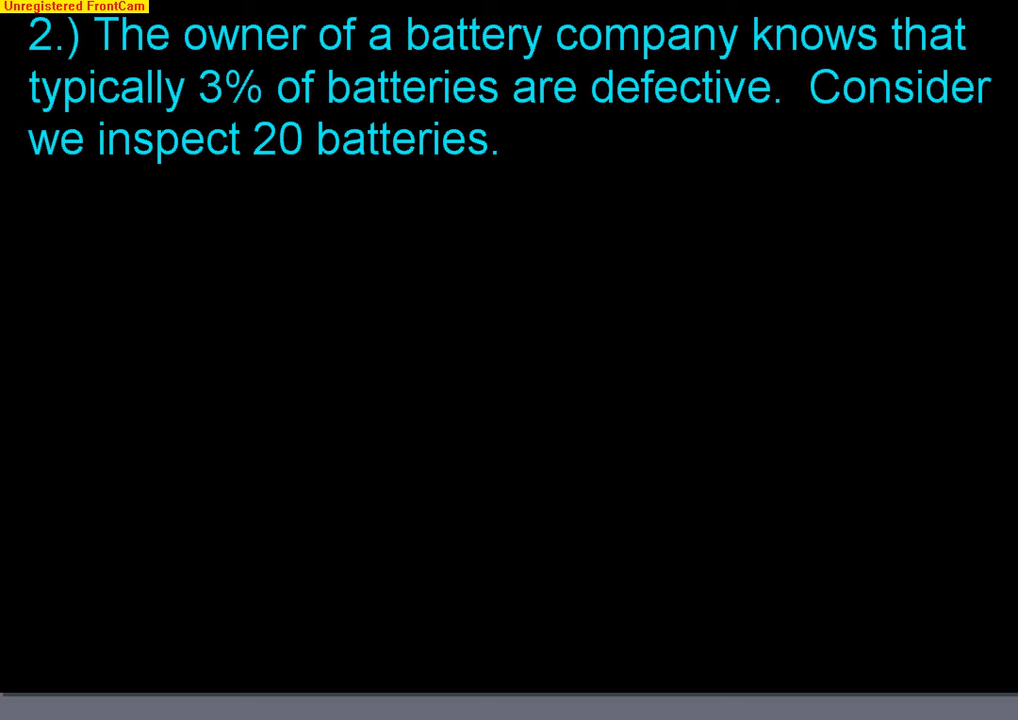 Unregistered FrontCam
2.) The owner of a battery company knows that
typically 3% of batteries are defective.  Consider
we inspect 20 batteries.